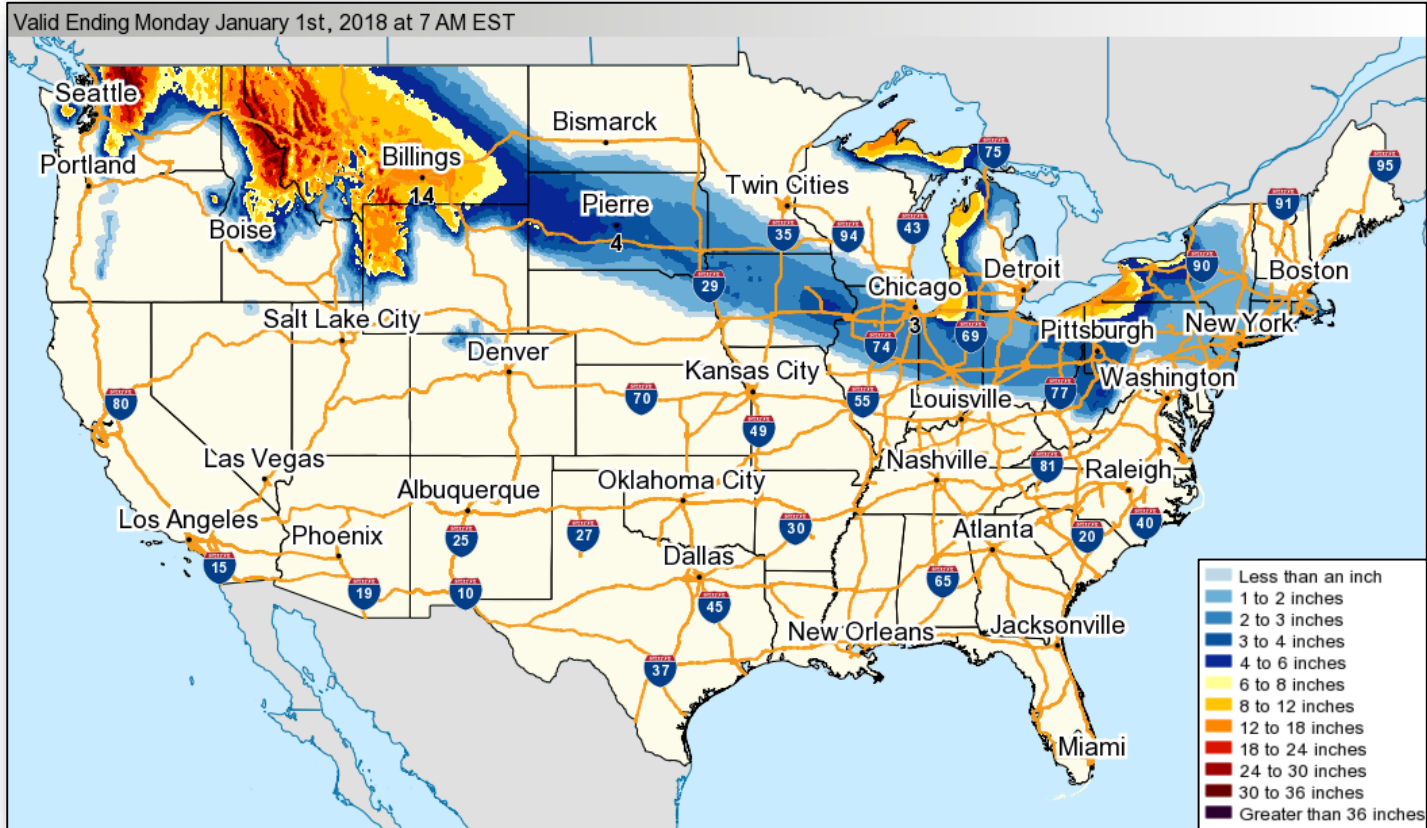 Valid Ending Monday January 1st, 2018 at 7 AM EST
Seattle
Bismarck
75
95
Portland
Billings
14
Twin Cities
91
Boise
Pierre
4
35
94
43
90
Detroit
Boston
29
Chicago
3
Salt Lake City
Denver
74
69
Pittsburgh
New York
Kansas City
Washington
80
70
55
77
Louisville
49
Las Vegas
Nashville
81
Raleigh
Albuquerque
Oklahoma City
Los Angeles
Phoenix
25
27
30
Atlanta
20
40
15
19
10
Dallas
45
65
New Orleans
Jacksonville
37
Miami
Less than an inch
1 to 2 inches
2 to 3 inches
3 to 4 inches
4 to 6 inches
6 to 8 inches
8 to 12 inches
12 to 18 inches
18 to 24 inches
24 to 30 inches
30 to 36 inches
Greater than 36 inches